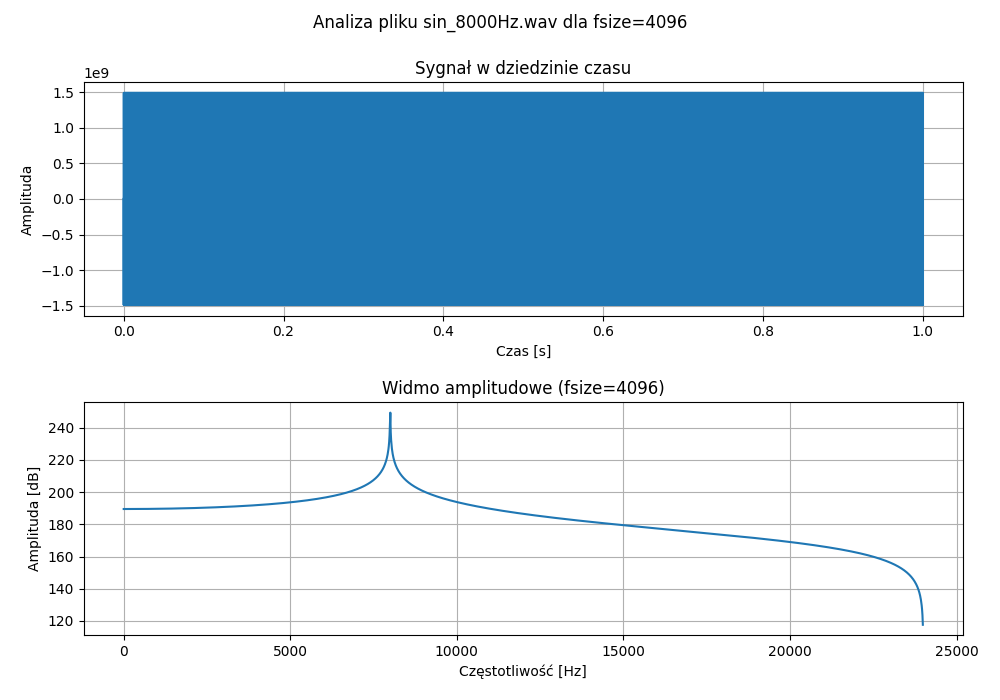 Analiza pliku sin_8000Hz.wav dla fsize=4096
Sygnał w dziedzinie czasu
1e9
1.5
1.0
0.5
0.0
−0.5
−1.0
−1.5
Amplituda
0.0 0.2 0.4 0.6 0.8 1.0
Czas [s]
Widmo amplitudowe (fsize=4096)
240
220
200
180
160
140
120
Amplituda [dB]
0 5000 10000 15000 20000 25000
Częstotliwość [Hz]